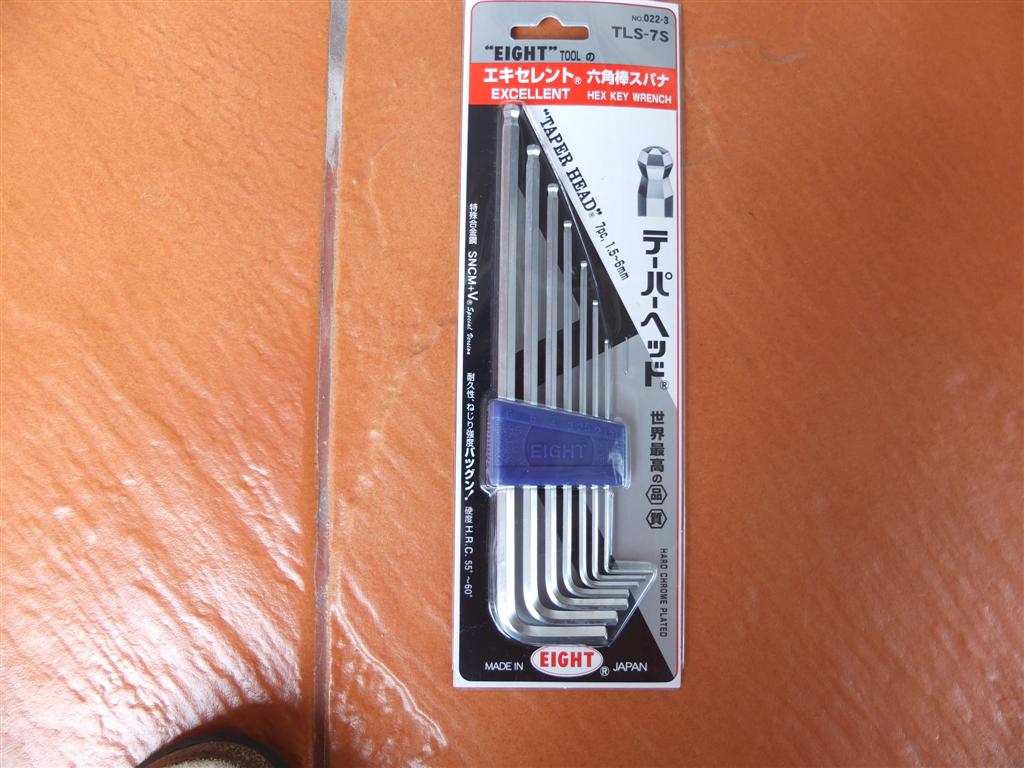 NO.022-3
TLS-7S
"EIGHT" TOOL の
エキセレント® 六角棒スパナ
EXCELLENT HEX KEY WRENCH
"TAPER HEAD"® 7pc, 1.5~6mm
テーパーヘッド®
特殊合金鋼 SNCM+V® Special Version
耐久性、ねじり強度バツグン! 硬度 H.R.C. 55°~60°
世界最高の品質
EIGHT
HARD CHROME PLATED
MADE IN EIGHT® JAPAN